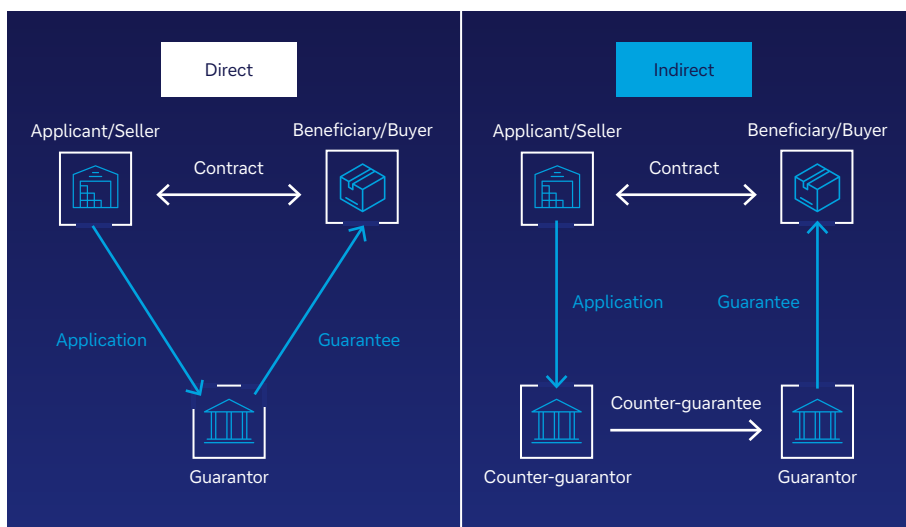 Direct
Applicant/Seller
Beneficiary/Buyer
Contract
Application
Guarantee
Guarantor
Indirect
Applicant/Seller
Beneficiary/Buyer
Contract
Application
Guarantee
Counter-guarantee
Counter-guarantor
Guarantor